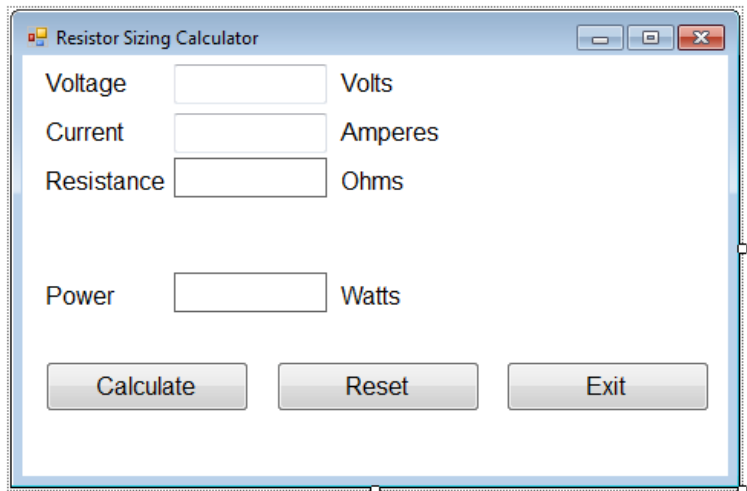 Resistor Sizing Calculator
Voltage Volts
Current Amperes
Resistance Ohms
Power Watts
Calculate Reset Exit